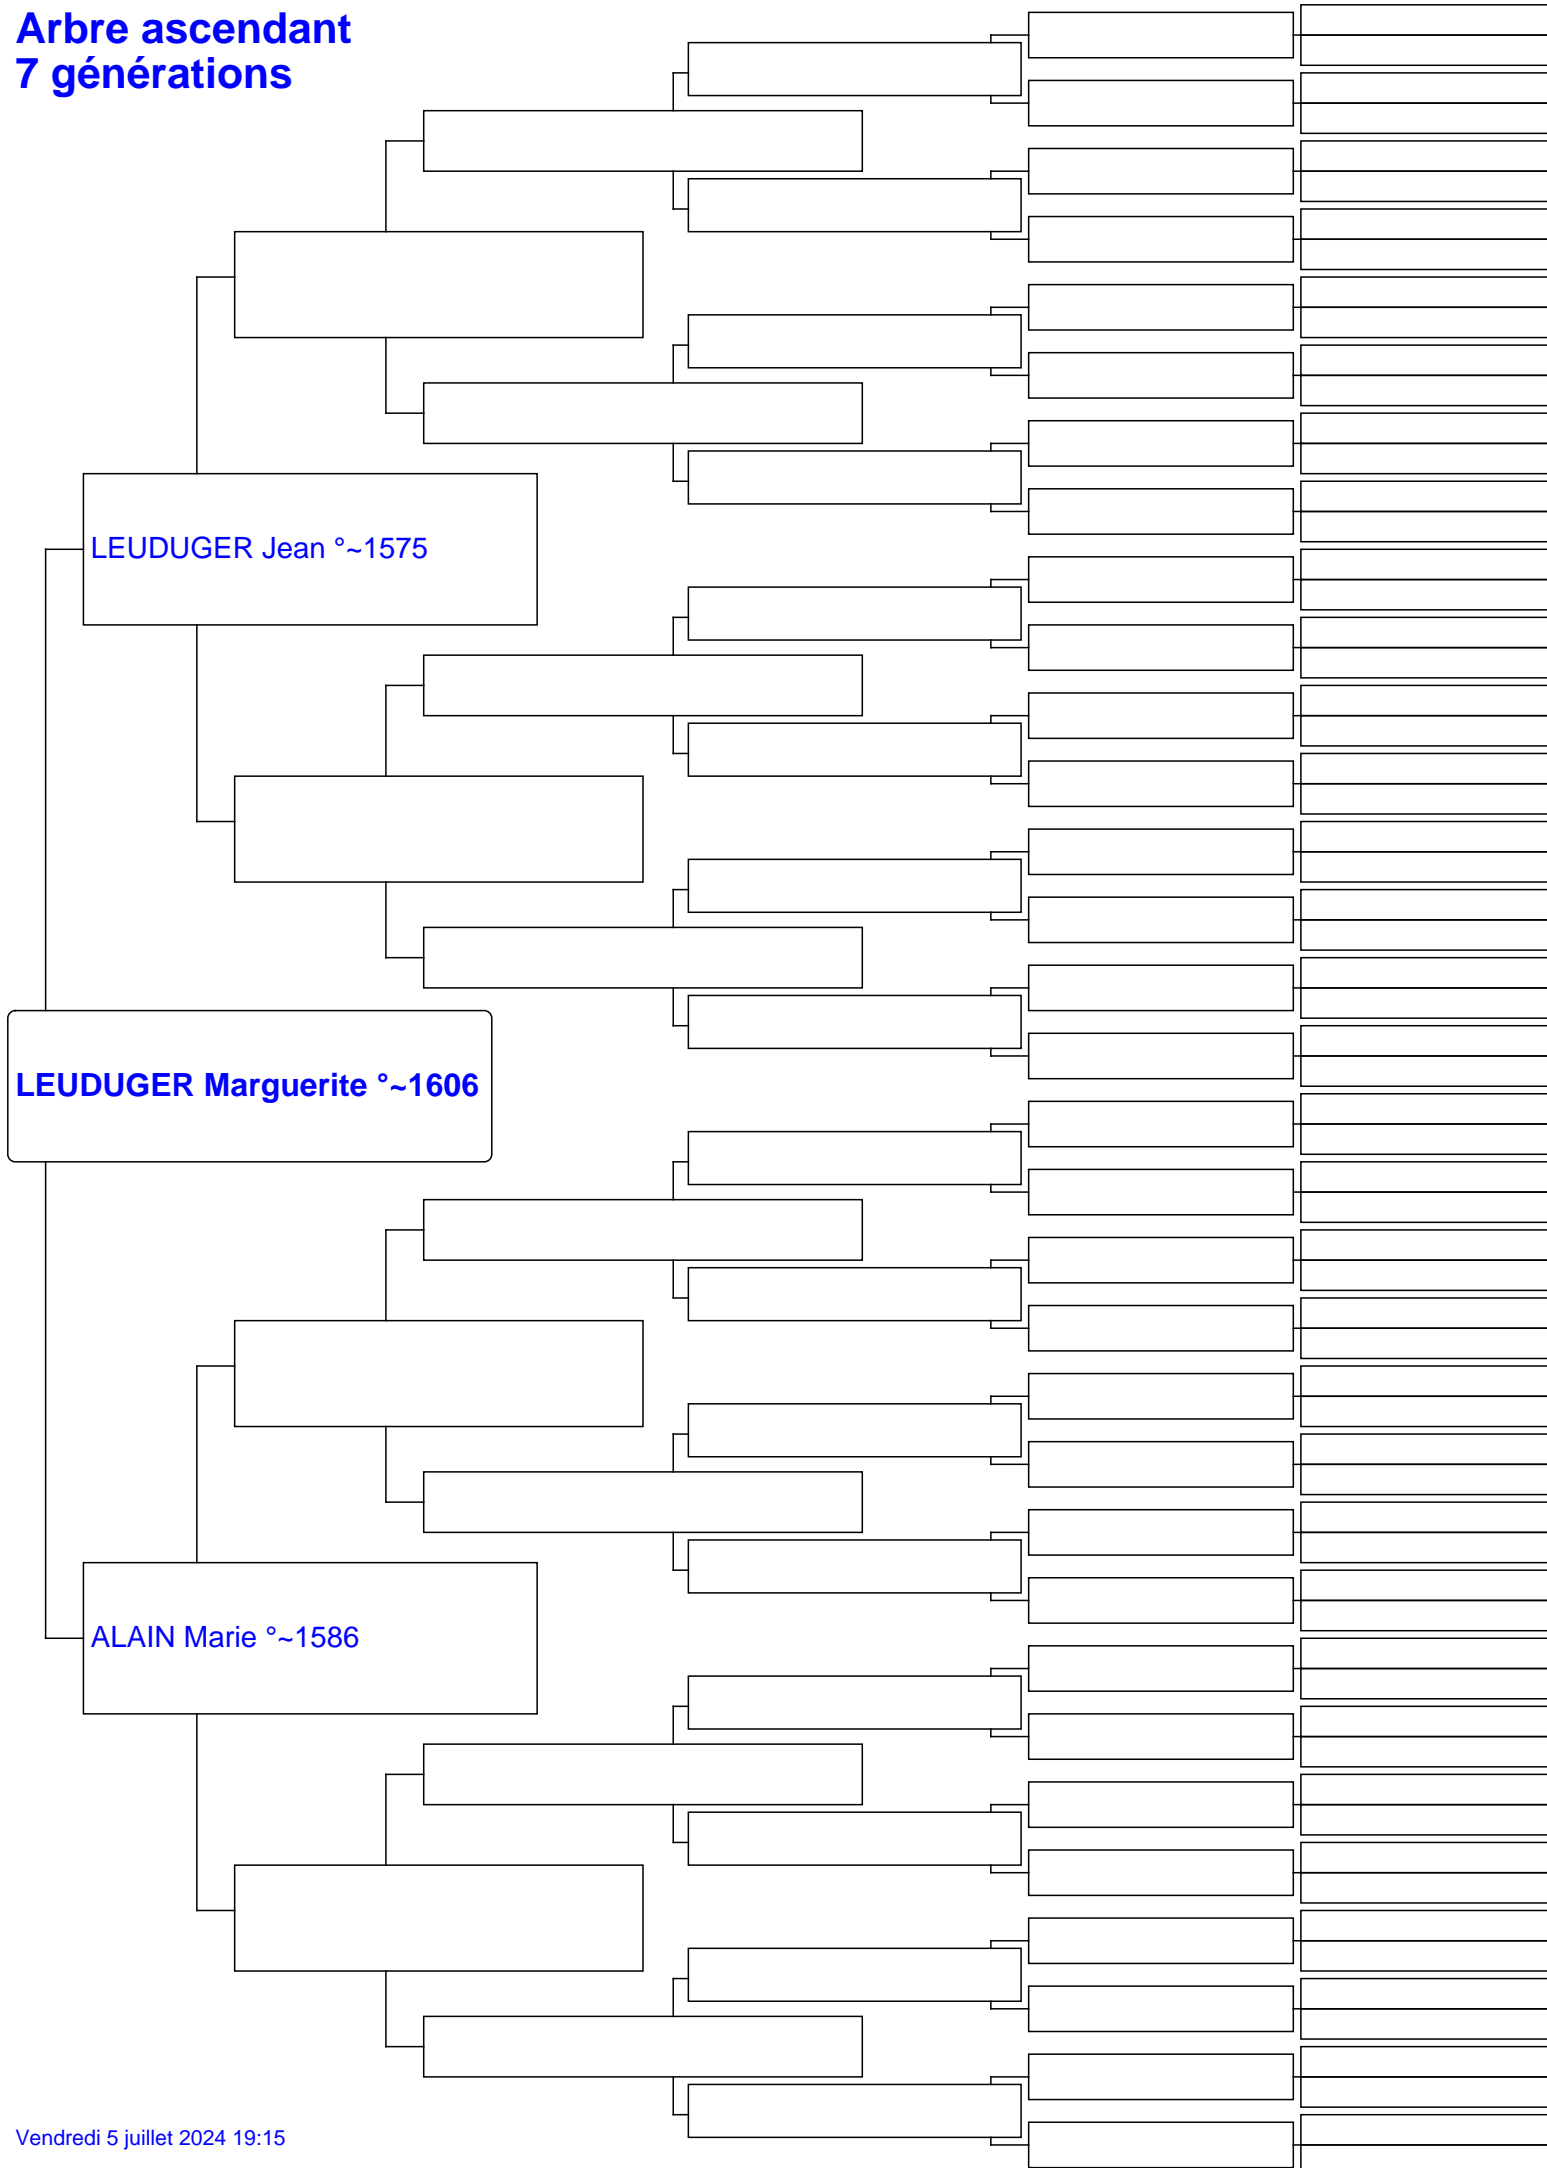 Arbre ascendant
7 générations
LEUDUGER Jean °~1575
LEUDUGER Marguerite °~1606
ALAIN Marie °~1586
Vendredi 5 juillet 2024 19:15